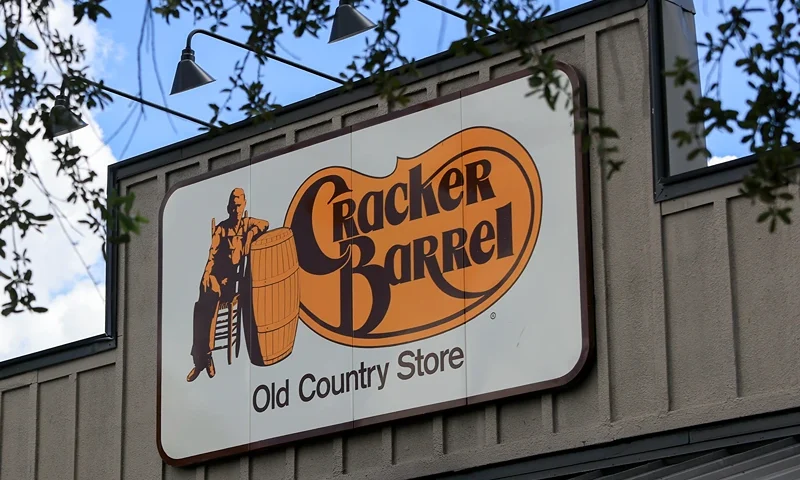 Cracker
Barrel
®
Old Country Store